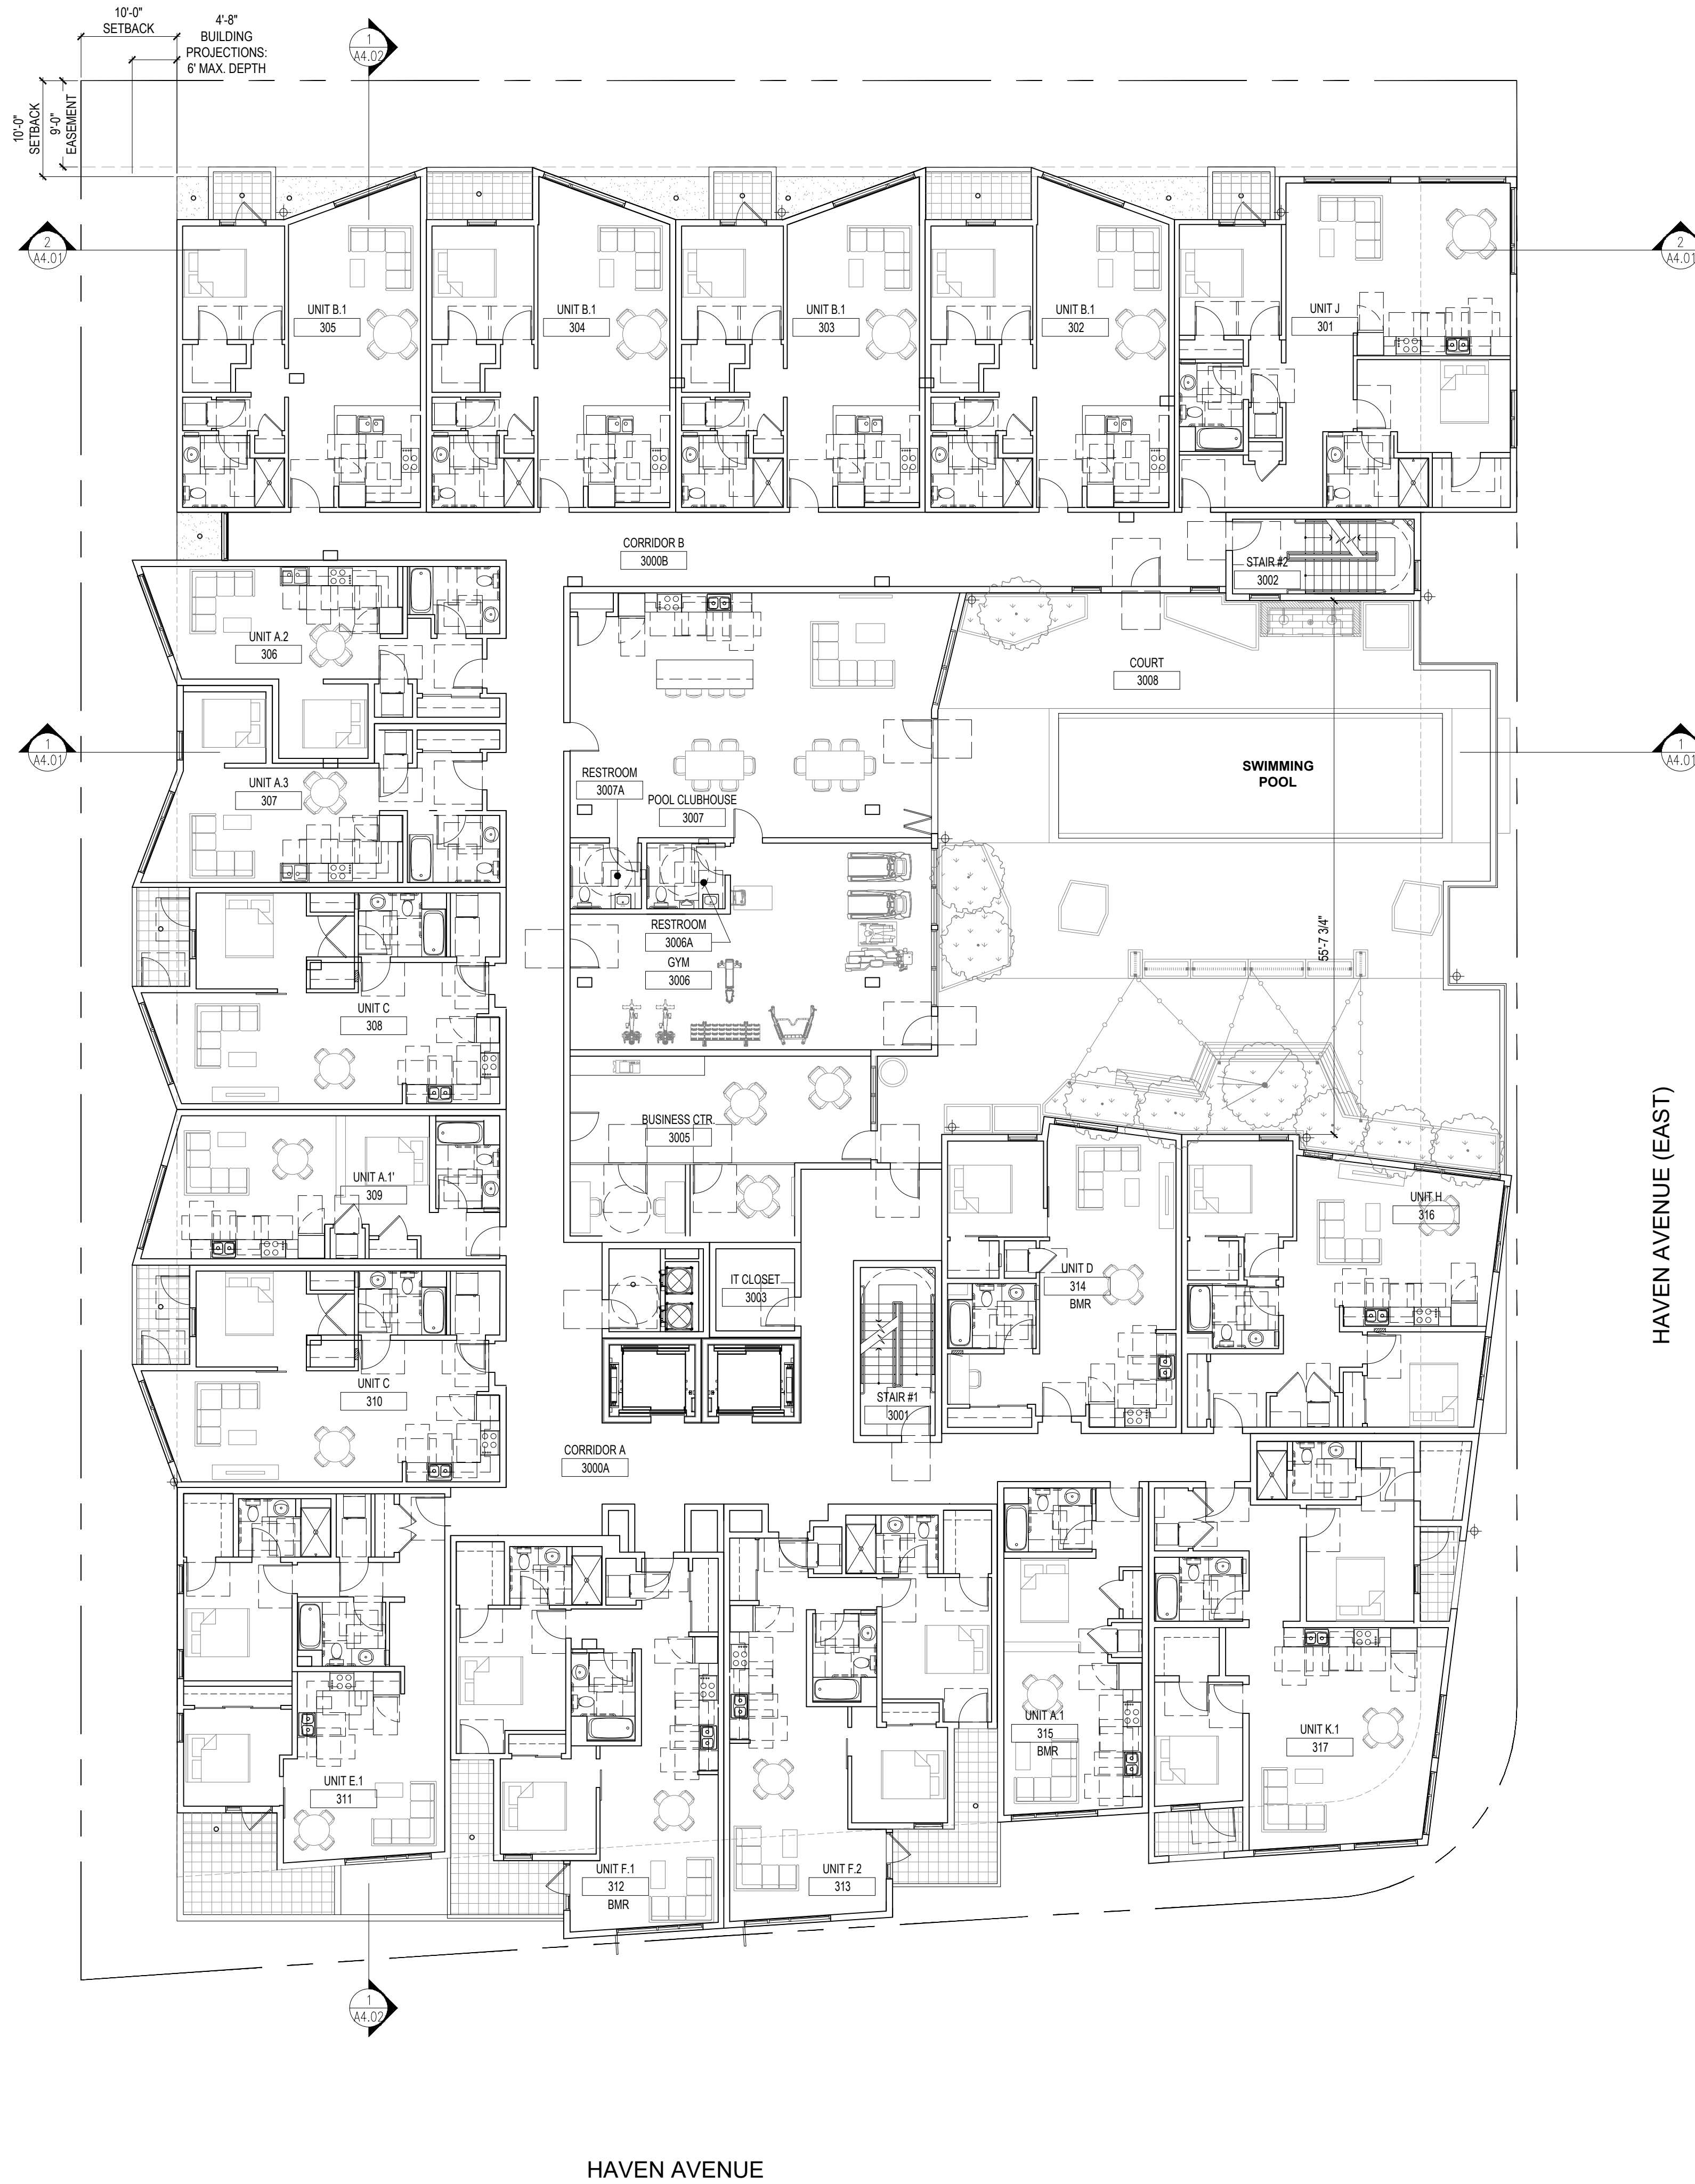 10'-0"
SETBACK
4'-8"
BUILDING
PROJECTIONS:
6' MAX. DEPTH
1
A4.02
10'-0"
SETBACK
9'-0"
EASEMENT
2
A4.01
2
A4.01
UNIT B.1
305
UNIT B.1
304
UNIT B.1
303
UNIT B.1
302
UNIT J
301
CORRIDOR B
3000B
STAIR #2
3002
UNIT A.2
306
COURT
3008
1
A4.01
1
A4.01
SWIMMING
POOL
UNIT A.3
307
RESTROOM
3007A
POOL CLUBHOUSE
3007
RESTROOM
3006A
GYM
3006
55'-7 3/4"
UNIT C
308
BUSINESS CTR.
3005
HAVEN AVENUE (EAST)
UNIT A.1'
309
UNIT H
316
UNIT D
314
BMR
IT CLOSET
3003
UNIT C
310
STAIR #1
3001
CORRIDOR A
3000A
UNIT A.1
315
BMR
UNIT K.1
317
UNIT E.1
311
UNIT F.1
312
BMR
UNIT F.2
313
1
A4.02
HAVEN AVENUE